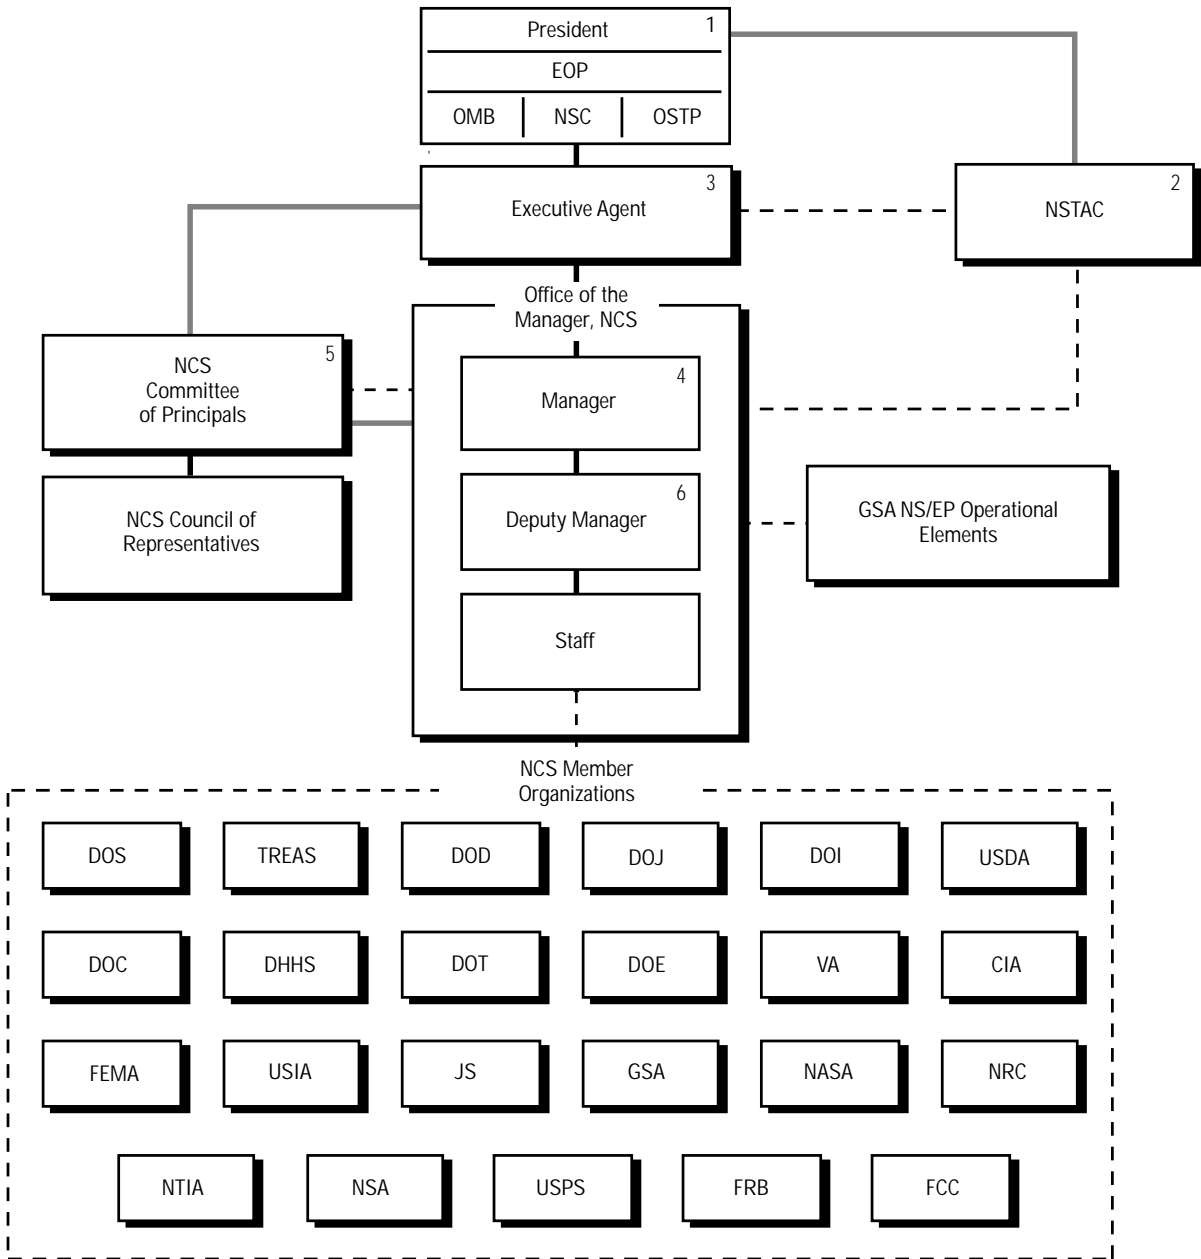 President 1
EOP
OMB NSC OSTP
Executive Agent 3
NSTAC 2
Office of the
Manager, NCS
NCS 5
Committee
of Principals
Manager 4
NCS Council of
Representatives
Deputy Manager 6
GSA NS/EP Operational
Elements
Staff
NCS Member
Organizations
DOS TREAS DOD DOJ DOI USDA
DOC DHHS DOT DOE VA CIA
FEMA USIA JS GSA NASA NRC
NTIA NSA USPS FRB FCC